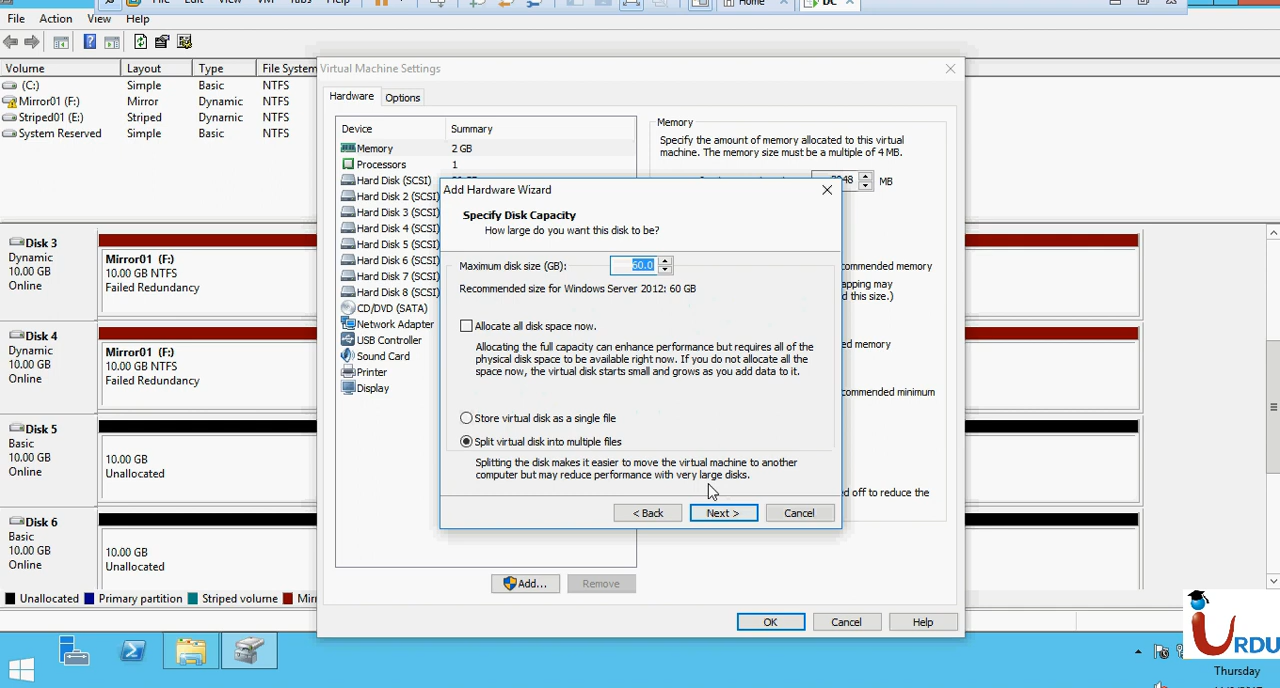 File Edit View VM Tabs Help
Home
DC
File Action View Help
Volume Layout Type File System
(C:) Simple Basic NTFS
Mirror01 (F:) Mirror Dynamic NTFS
Striped01 (E:) Striped Dynamic NTFS
System Reserved Simple Basic NTFS
Disk 3
Dynamic
10.00 GB
Online
Mirror01 (F:)
10.00 GB NTFS
Failed Redundancy
Disk 4
Dynamic
10.00 GB
Online
Mirror01 (F:)
10.00 GB NTFS
Failed Redundancy
Disk 5
Basic
10.00 GB
Online
10.00 GB
Unallocated
Disk 6
Basic
10.00 GB
Online
10.00 GB
Unallocated
Unallocated Primary partition Striped volume Mirr
Virtual Machine Settings
Hardware Options
Device Summary
Memory 2 GB
Processors 1
Hard Disk (SCSI)
Hard Disk 2 (SCSI)
Hard Disk 3 (SCSI)
Hard Disk 4 (SCSI)
Hard Disk 5 (SCSI)
Hard Disk 6 (SCSI)
Hard Disk 7 (SCSI)
Hard Disk 8 (SCSI)
CD/DVD (SATA)
Network Adapter
USB Controller
Sound Card
Printer
Display
Add... Remove
Memory
Specify the amount of memory allocated to this virtual
machine. The memory size must be a multiple of 4 MB.
MB
ommended memory
apping may
d this size.)
ed memory
ommended minimum
ed off to reduce the
OK Cancel Help
Add Hardware Wizard
Specify Disk Capacity
How large do you want this disk to be?
Maximum disk size (GB): 60.0
Recommended size for Windows Server 2012: 60 GB
Allocate all disk space now.
Allocating the full capacity can enhance performance but requires all of the
physical disk space to be available right now. If you do not allocate all the
space now, the virtual disk starts small and grows as you add data to it.
Store virtual disk as a single file
Split virtual disk into multiple files
Splitting the disk makes it easier to move the virtual machine to another
computer but may reduce performance with very large disks.
< Back Next > Cancel
URDU
Thursday